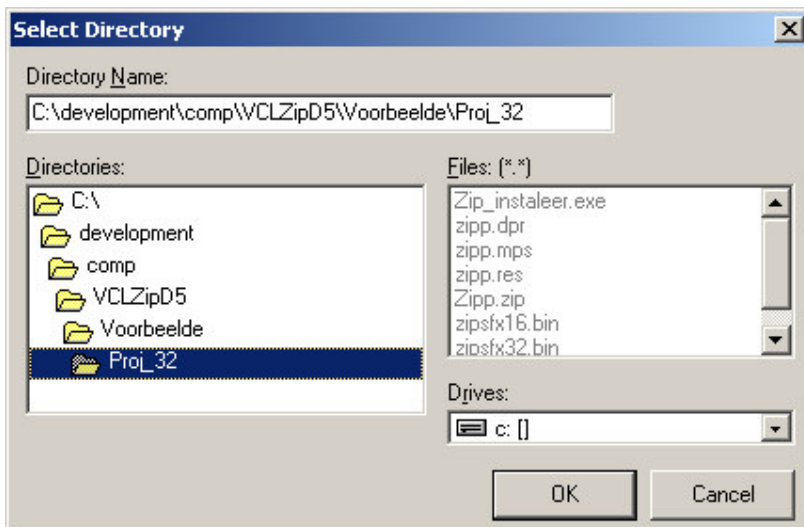 Select Directory
Directory Name:
C:\development\comp\VCLZipD5\Voorbeelde\Proj_32
Directories:
C:\
development
comp
VCLZipD5
Voorbeelde
Proj_32
Files: (*.*)
Zip_instaleer.exe
zipp.dpr
zipp.mps
zipp.res
Zipp.zip
zipsfx16.bin
zipsfx32.bin
Drives:
c: []
OK
Cancel